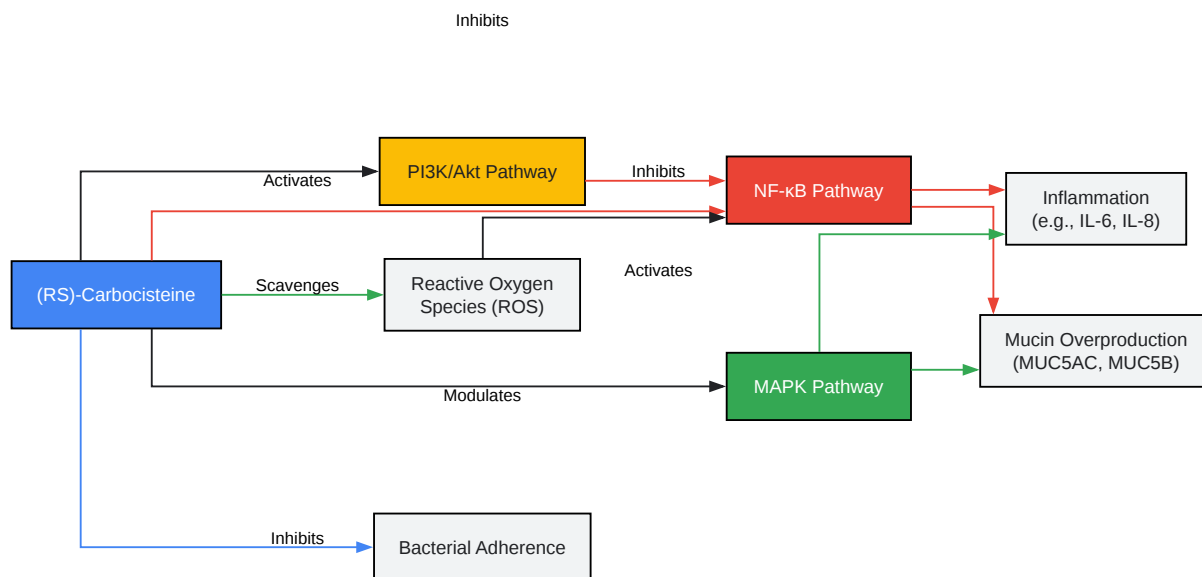 Inhibits
PI3K/Akt Pathway
Activates
Inhibits
NF-κB Pathway
Inflammation
(e.g., IL-6, IL-8)
(RS)-Carbocisteine
Scavenges
Reactive Oxygen
Species (ROS)
Activates
Mucin Overproduction
(MUC5AC, MUC5B)
Modulates
MAPK Pathway
Inhibits
Bacterial Adherence